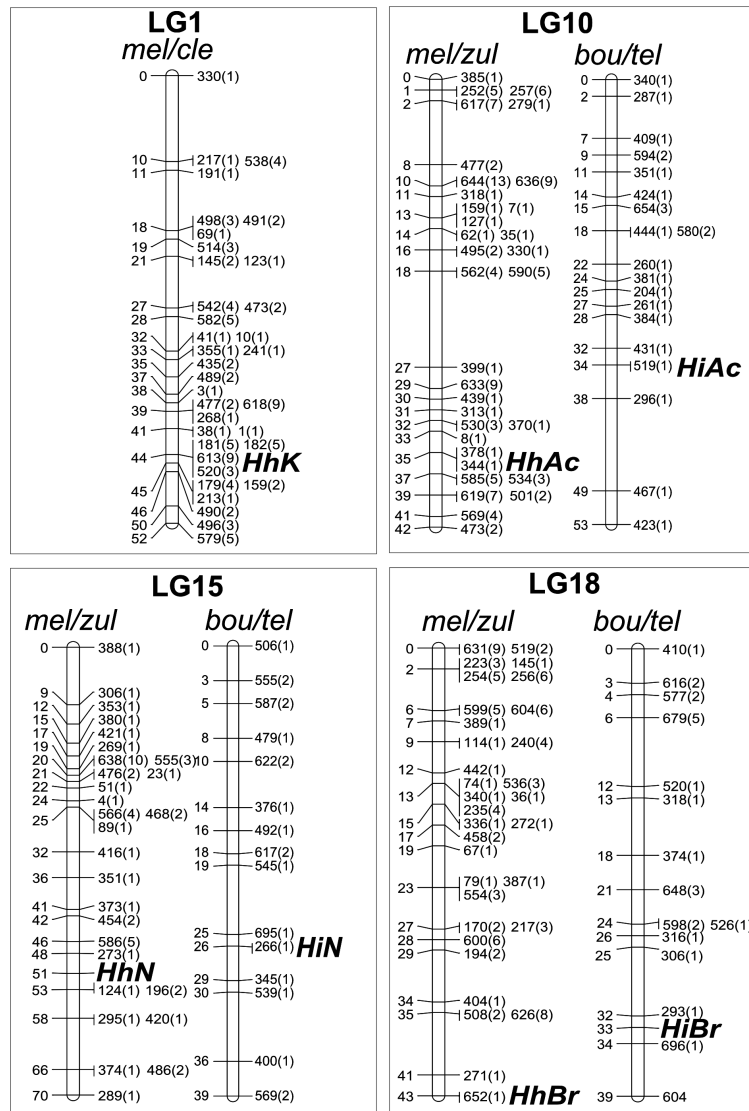 LG1
mel/cle
0 330(1)
10 217(1) 538(4)
11 191(1)
18 498(3) 491(2)
69(1)
19 514(3)
21 145(2) 123(1)
27 542(4) 473(2)
28 582(5)
32 41(1) 10(1)
33 355(1) 241(1)
35 435(2)
37 489(2)
38 3(1)
39 477(2) 618(9)
268(1)
41 38(1) 1(1)
181(5) 182(5)
44 613(9) HhK
520(3)
45 179(4) 159(2)
213(1)
46 490(2)
50 496(3)
52 579(5)
LG10
mel/zul
0 385(1)
1 252(5) 257(6)
2 617(7) 279(1)
8 477(2)
10 644(13) 636(9)
11 318(1)
13 159(1) 7(1)
127(1)
14 62(1) 35(1)
16 495(2) 330(1)
18 562(4) 590(5)
27 399(1)
29 633(9)
30 439(1)
31 313(1)
32 530(3) 370(1)
33 8(1)
35 378(1)
344(1) HhAc
37 585(5) 534(3)
39 619(7) 501(2)
41 569(4)
42 473(2)
bou/tel
0 340(1)
2 287(1)
7 409(1)
9 594(2)
11 351(1)
14 424(1)
15 654(3)
18 444(1) 580(2)
22 260(1)
24 381(1)
25 204(1)
27 261(1)
28 384(1)
32 431(1)
34 519(1) HiAc
38 296(1)
49 467(1)
53 423(1)
LG15
mel/zul
0 388(1)
9 306(1)
12 353(1)
15 380(1)
17 421(1)
19 269(1)
20 638(10) 555(3)
21 476(2) 23(1)
22 51(1)
24 4(1)
25 566(4) 468(2)
89(1)
32 416(1)
36 351(1)
41 373(1)
42 454(2)
46 586(5)
48 273(1)
51 HhN
53 124(1) 196(2)
58 295(1) 420(1)
66 374(1) 486(2)
70 289(1)
bou/tel
0 506(1)
3 555(2)
5 587(2)
8 479(1)
10 622(2)
14 376(1)
16 492(1)
18 617(2)
19 545(1)
25 695(1)
26 266(1) HiN
29 345(1)
30 539(1)
36 400(1)
39 569(2)
LG18
mel/zul
0 631(9) 519(2)
2 223(3) 145(1)
254(5) 256(6)
6 599(5) 604(6)
7 389(1)
9 114(1) 240(4)
12 442(1)
74(1) 536(3)
13 340(1) 36(1)
235(4)
15 336(1) 272(1)
17 458(2)
19 67(1)
23 79(1) 387(1)
554(3)
27 170(2) 217(3)
28 600(6)
29 194(2)
34 404(1)
35 508(2) 626(8)
41 271(1)
43 652(1) HhBr
bou/tel
0 410(1)
3 616(2)
4 577(2)
6 679(5)
12 520(1)
13 318(1)
18 374(1)
21 648(3)
24 598(2) 526(1)
26 316(1)
25 306(1)
32 293(1)
33 HiBr
34 696(1)
39 604